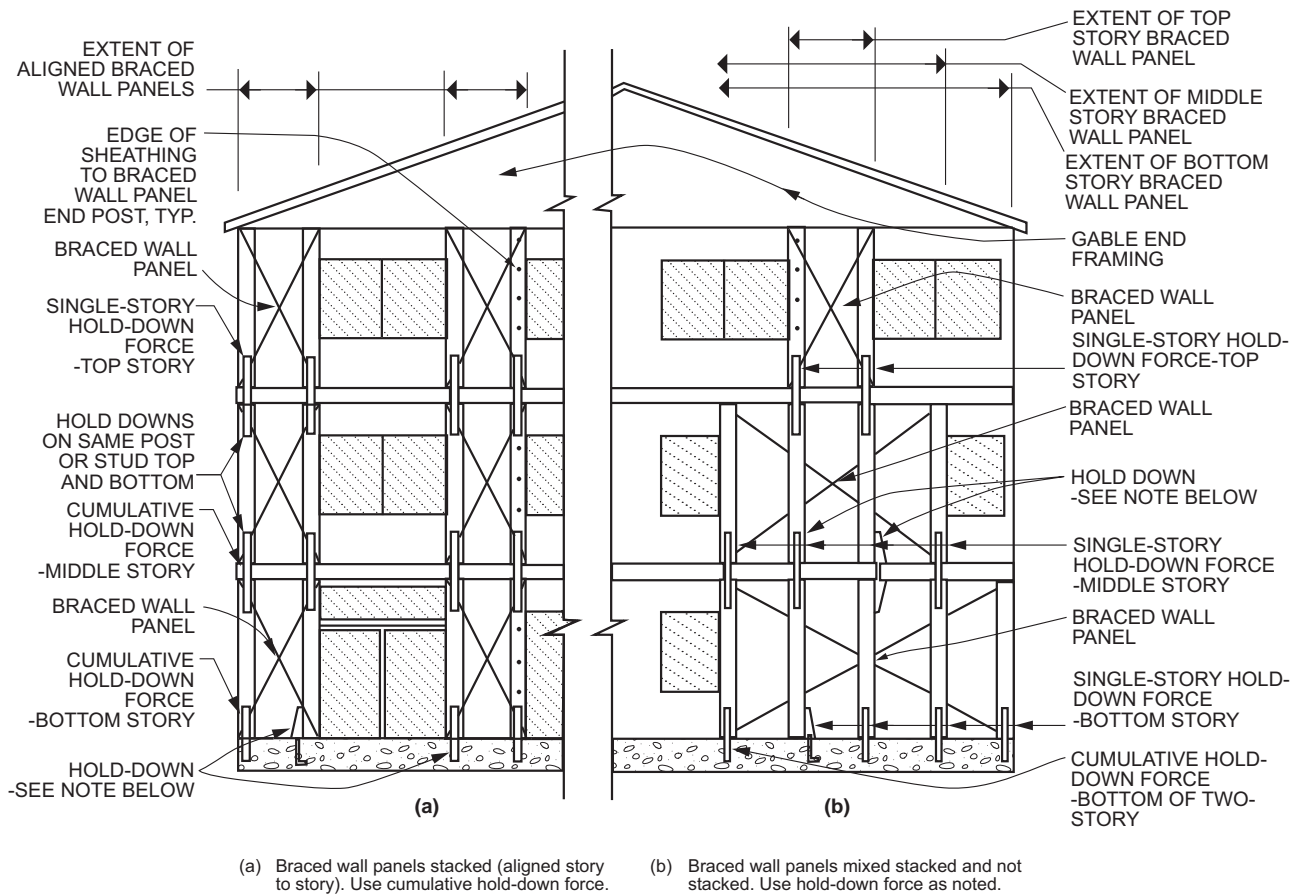 EXTENT OF
ALIGNED BRACED
WALL PANELS
EDGE OF
SHEATHING
TO BRACED
WALL PANEL
END POST, TYP.
BRACED WALL
PANEL
SINGLE-STORY
HOLD-DOWN
FORCE
-TOP STORY
HOLD DOWNS
ON SAME POST
OR STUD TOP
AND BOTTOM
CUMULATIVE
HOLD-DOWN
FORCE
-MIDDLE STORY
BRACED WALL
PANEL
CUMULATIVE
HOLD-DOWN
FORCE
-BOTTOM STORY
HOLD-DOWN
-SEE NOTE BELOW
EXTENT OF TOP
STORY BRACED
WALL PANEL
EXTENT OF MIDDLE
STORY BRACED
WALL PANEL
EXTENT OF BOTTOM
STORY BRACED
WALL PANEL
GABLE END
FRAMING
BRACED WALL
PANEL
SINGLE-STORY HOLD-
DOWN FORCE-TOP
STORY
BRACED WALL
PANEL
HOLD DOWN
-SEE NOTE BELOW
SINGLE-STORY
HOLD-DOWN FORCE
-MIDDLE STORY
BRACED WALL
PANEL
SINGLE-STORY HOLD-
DOWN FORCE
-BOTTOM STORY
CUMULATIVE HOLD-
DOWN FORCE
-BOTTOM OF TWO-
STORY
(a)
(b)
(a) Braced wall panels stacked (aligned story
to story). Use cumulative hold-down force.
(b) Braced wall panels mixed stacked and not
stacked. Use hold-down force as noted.